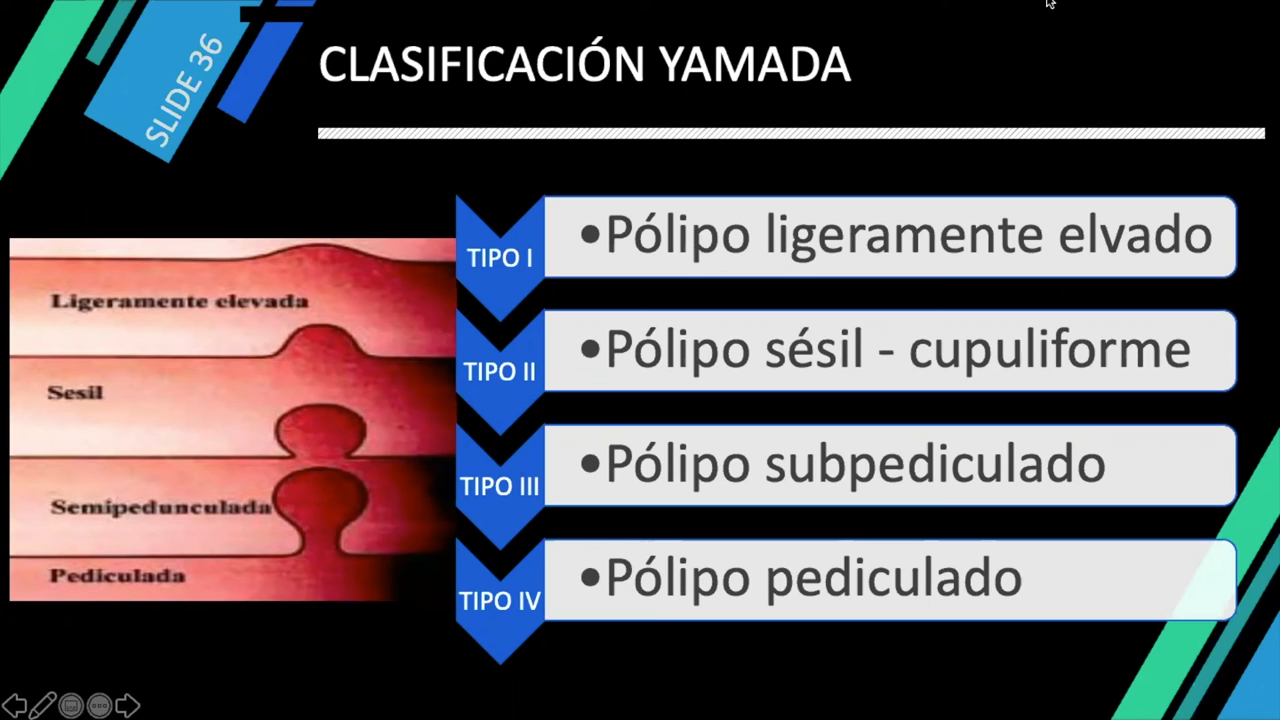 SLIDE 36
CLASIFICACIÓN YAMADA
Ligeramente elevada
Sesil
Semipedunculada
Pediculada
TIPO I
•Pólipo ligeramente elvado
TIPO II
•Pólipo sésil - cupuliforme
TIPO III
•Pólipo subpediculado
TIPO IV
•Pólipo pediculado